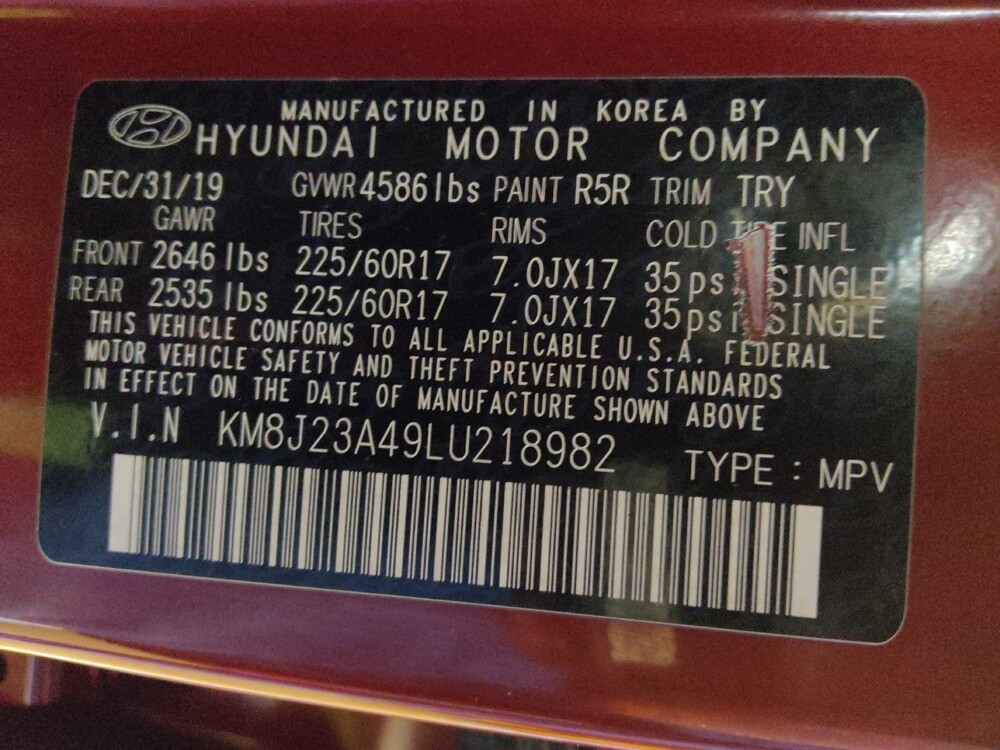 MANUFACTURED IN KOREA BY
HYUNDAI MOTOR COMPANY
DEC/31/19 GVWR 4586 lbs PAINT R5R TRIM TRY
GAWR TIRES RIMS COLD TIRE INFL
FRONT 2646 lbs 225/60R17 7.0JX17 35 psi SINGLE
REAR 2535 lbs 225/60R17 7.0JX17 35 psi SINGLE
THIS VEHICLE CONFORMS TO ALL APPLICABLE U.S.A. FEDERAL
MOTOR VEHICLE SAFETY AND THEFT PREVENTION STANDARDS
IN EFFECT ON THE DATE OF MANUFACTURE SHOWN ABOVE
V.I.N KM8J23A49LU218982 TYPE : MPV